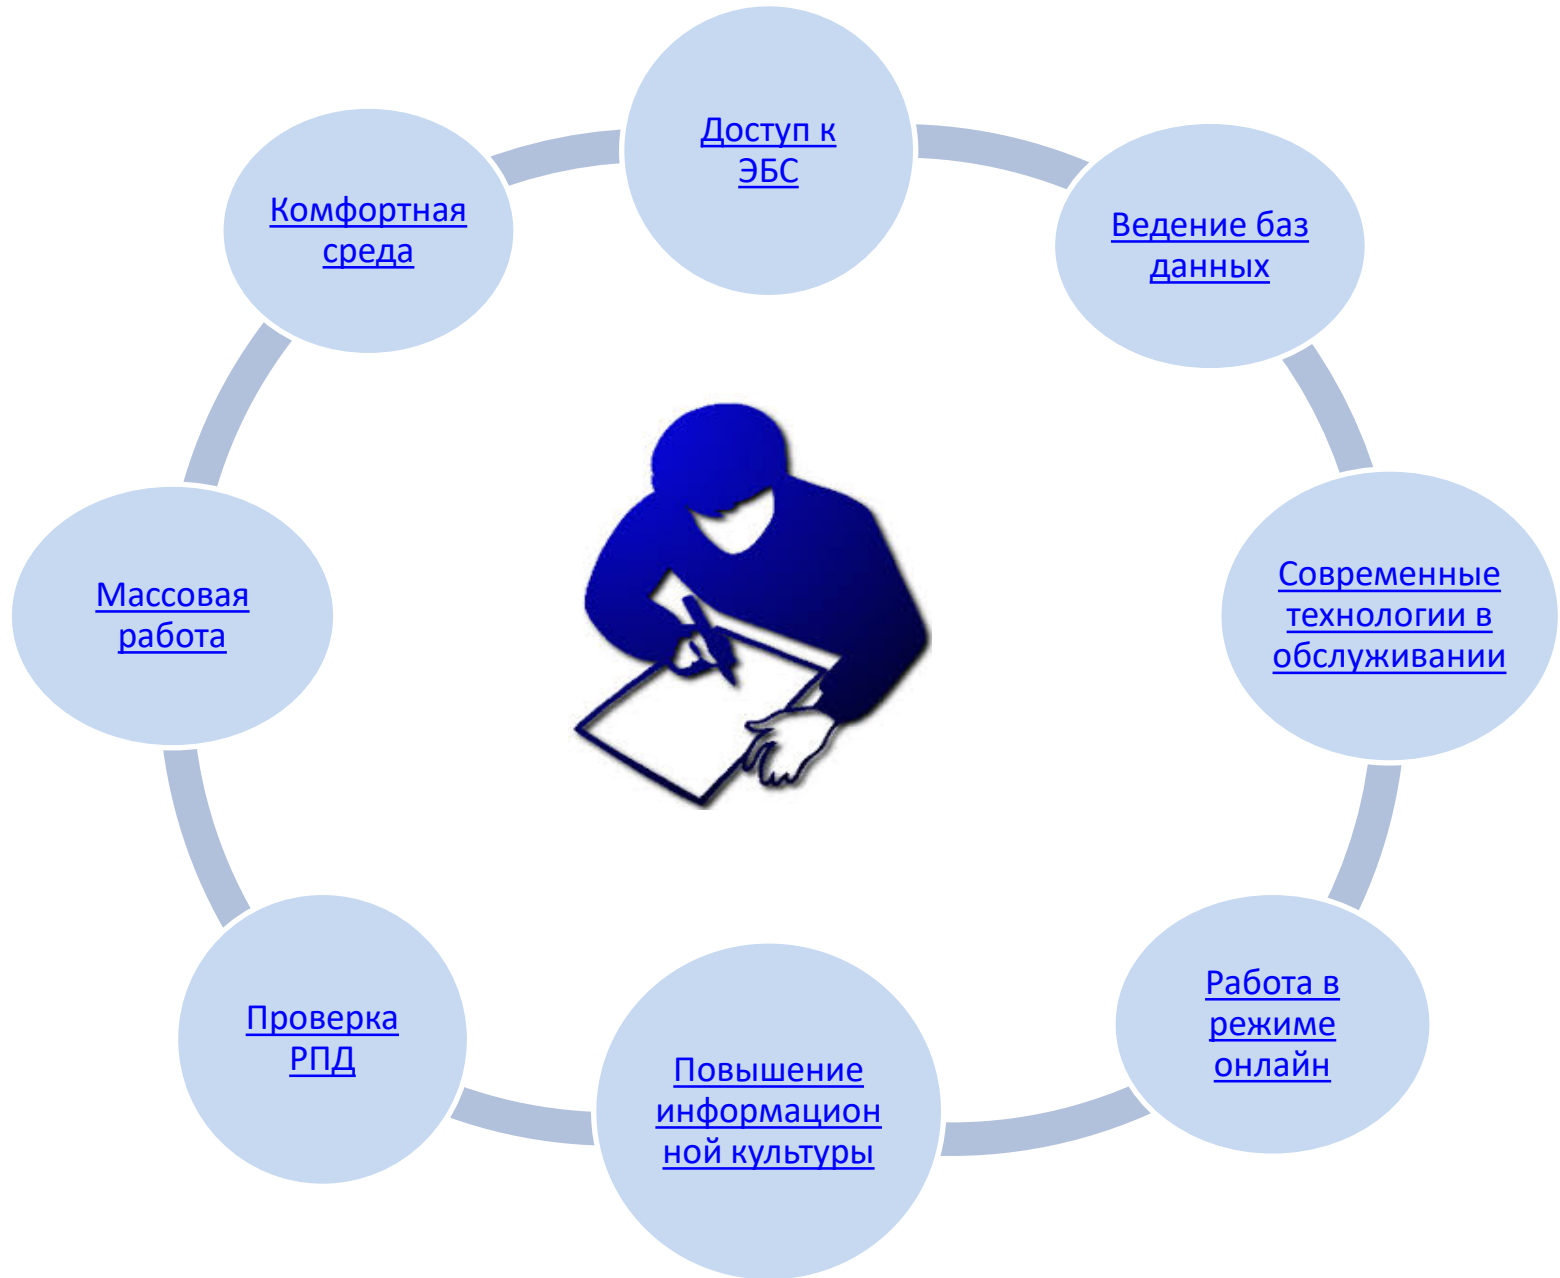 Доступ к
ЭБС
Ведение баз
данных
Современные
технологии в
обслуживании
Работа в
режиме
онлайн
Повышение
информацион
ной культуры
Проверка
РПД
Массовая
работа
Комфортная
среда